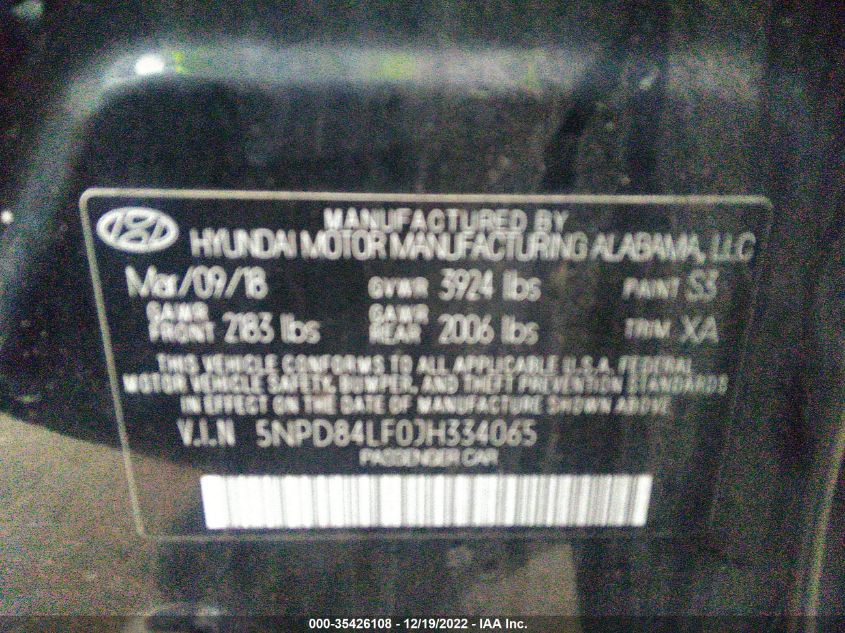 MANUFACTURED BY
HYUNDAI MOTOR MANUFACTURING ALABAMA, LLC
Mar/09/18 GVWR 3924 lbs PAINT S3
GAWR FRONT 2183 lbs GAWR REAR 2006 lbs TRIM XA
THIS VEHICLE CONFORMS TO ALL APPLICABLE U.S.A. FEDERAL
MOTOR VEHICLE SAFETY, BUMPER, AND THEFT PREVENTION STANDARDS
IN EFFECT ON THE DATE OF MANUFACTURE SHOWN ABOVE
V.I.N 5NPD84LF0JH334065
PASSENGER CAR
000-35426108 - 12/19/2022 - IAA Inc.